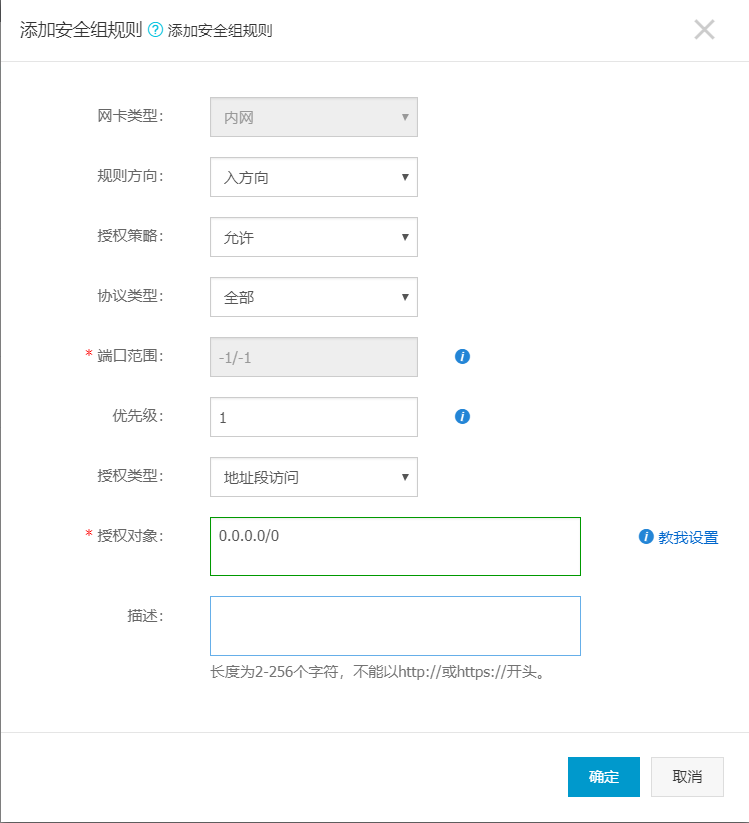 添加安全组规则 ? 添加安全组规则
网卡类型： 内网
规则方向： 入方向
授权策略： 允许
协议类型： 全部
* 端口范围： -1/-1
优先级： 1
授权类型： 地址段访问
* 授权对象： 0.0.0.0/0 i 教我设置
描述：
长度为2-256个字符，不能以http://或https://开头。
确定 取消